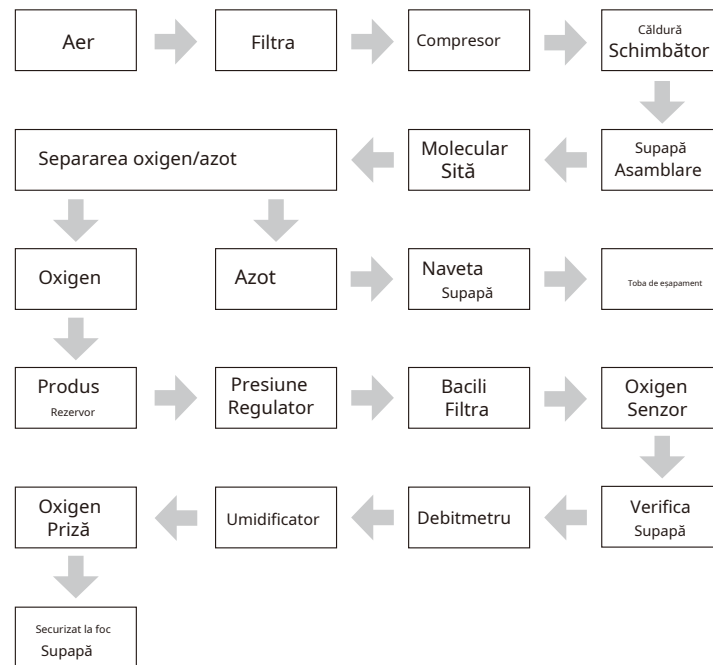 Aer
Filtra
Compresor
Căldură
Schimbător
Separarea oxigen/azot
Molecular
Sită
Supapă
Asamblare
Oxigen
Azot
Naveta
Supapă
Toba de eșapament
Produs
Rezervor
Presiune
Regulator
Bacili
Filtra
Oxigen
Senzor
Oxigen
Priză
Umidificator
Debitmetru
Verifica
Supapă
Securizat la foc
Supapă